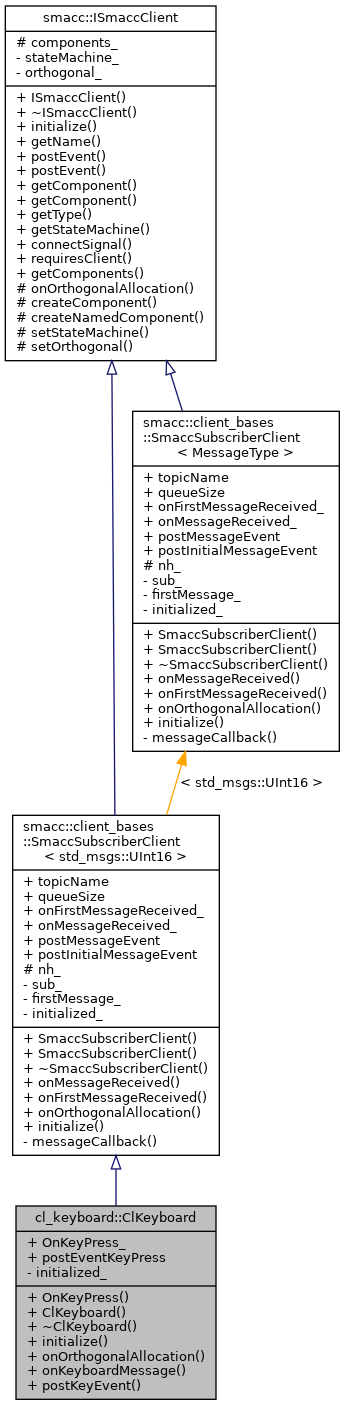 smacc::ISmaccClient
# components_
- stateMachine_
- orthogonal_
+ ISmaccClient()
+ ~ISmaccClient()
+ initialize()
+ getName()
+ postEvent()
+ postEvent()
+ getComponent()
+ getComponent()
+ getType()
+ getStateMachine()
+ connectSignal()
+ requiresClient()
+ getComponents()
# onOrthogonalAllocation()
# createComponent()
# createNamedComponent()
# setStateMachine()
# setOrthogonal()
smacc::client_bases
::SmaccSubscriberClient
< MessageType >
+ topicName
+ queueSize
+ onFirstMessageReceived_
+ onMessageReceived_
+ postMessageEvent
+ postInitialMessageEvent
# nh_
- sub_
- firstMessage_
- initialized_
+ SmaccSubscriberClient()
+ SmaccSubscriberClient()
+ ~SmaccSubscriberClient()
+ onMessageReceived()
+ onFirstMessageReceived()
+ onOrthogonalAllocation()
+ initialize()
- messageCallback()
< std_msgs::UInt16 >
smacc::client_bases
::SmaccSubscriberClient
< std_msgs::UInt16 >
+ topicName
+ queueSize
+ onFirstMessageReceived_
+ onMessageReceived_
+ postMessageEvent
+ postInitialMessageEvent
# nh_
- sub_
- firstMessage_
- initialized_
+ SmaccSubscriberClient()
+ SmaccSubscriberClient()
+ ~SmaccSubscriberClient()
+ onMessageReceived()
+ onFirstMessageReceived()
+ onOrthogonalAllocation()
+ initialize()
- messageCallback()
cl_keyboard::ClKeyboard
+ OnKeyPress_
+ postEventKeyPress
- initialized_
+ OnKeyPress()
+ ClKeyboard()
+ ~ClKeyboard()
+ initialize()
+ onOrthogonalAllocation()
+ onKeyboardMessage()
+ postKeyEvent()